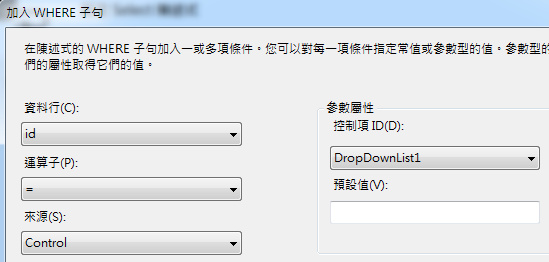 加入 WHERE 子句
在陳述式的 WHERE 子句加入一或多項條件。您可以對每一項條件指定常值或參數型的值。參數型的
們的屬性取得它們的值。
資料行(C):
id
運算子(P):
=
來源(S):
Control
參數屬性
控制項 ID(D):
DropDownList1
預設值(V):